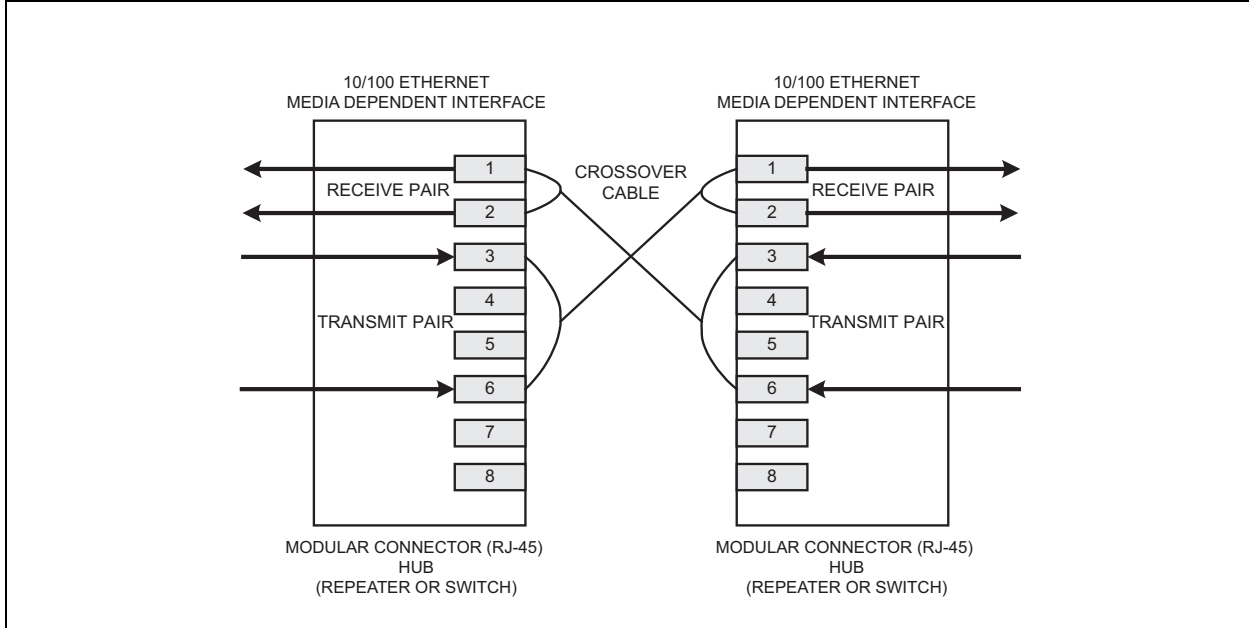 10/100 ETHERNET
MEDIA DEPENDENT INTERFACE
10/100 ETHERNET
MEDIA DEPENDENT INTERFACE
1
RECEIVE PAIR
2
3
4
TRANSMIT PAIR
5
6
7
8
CROSSOVER
CABLE
1
RECEIVE PAIR
2
3
4
TRANSMIT PAIR
5
6
7
8
MODULAR CONNECTOR (RJ-45)
HUB
(REPEATER OR SWITCH)
MODULAR CONNECTOR (RJ-45)
HUB
(REPEATER OR SWITCH)